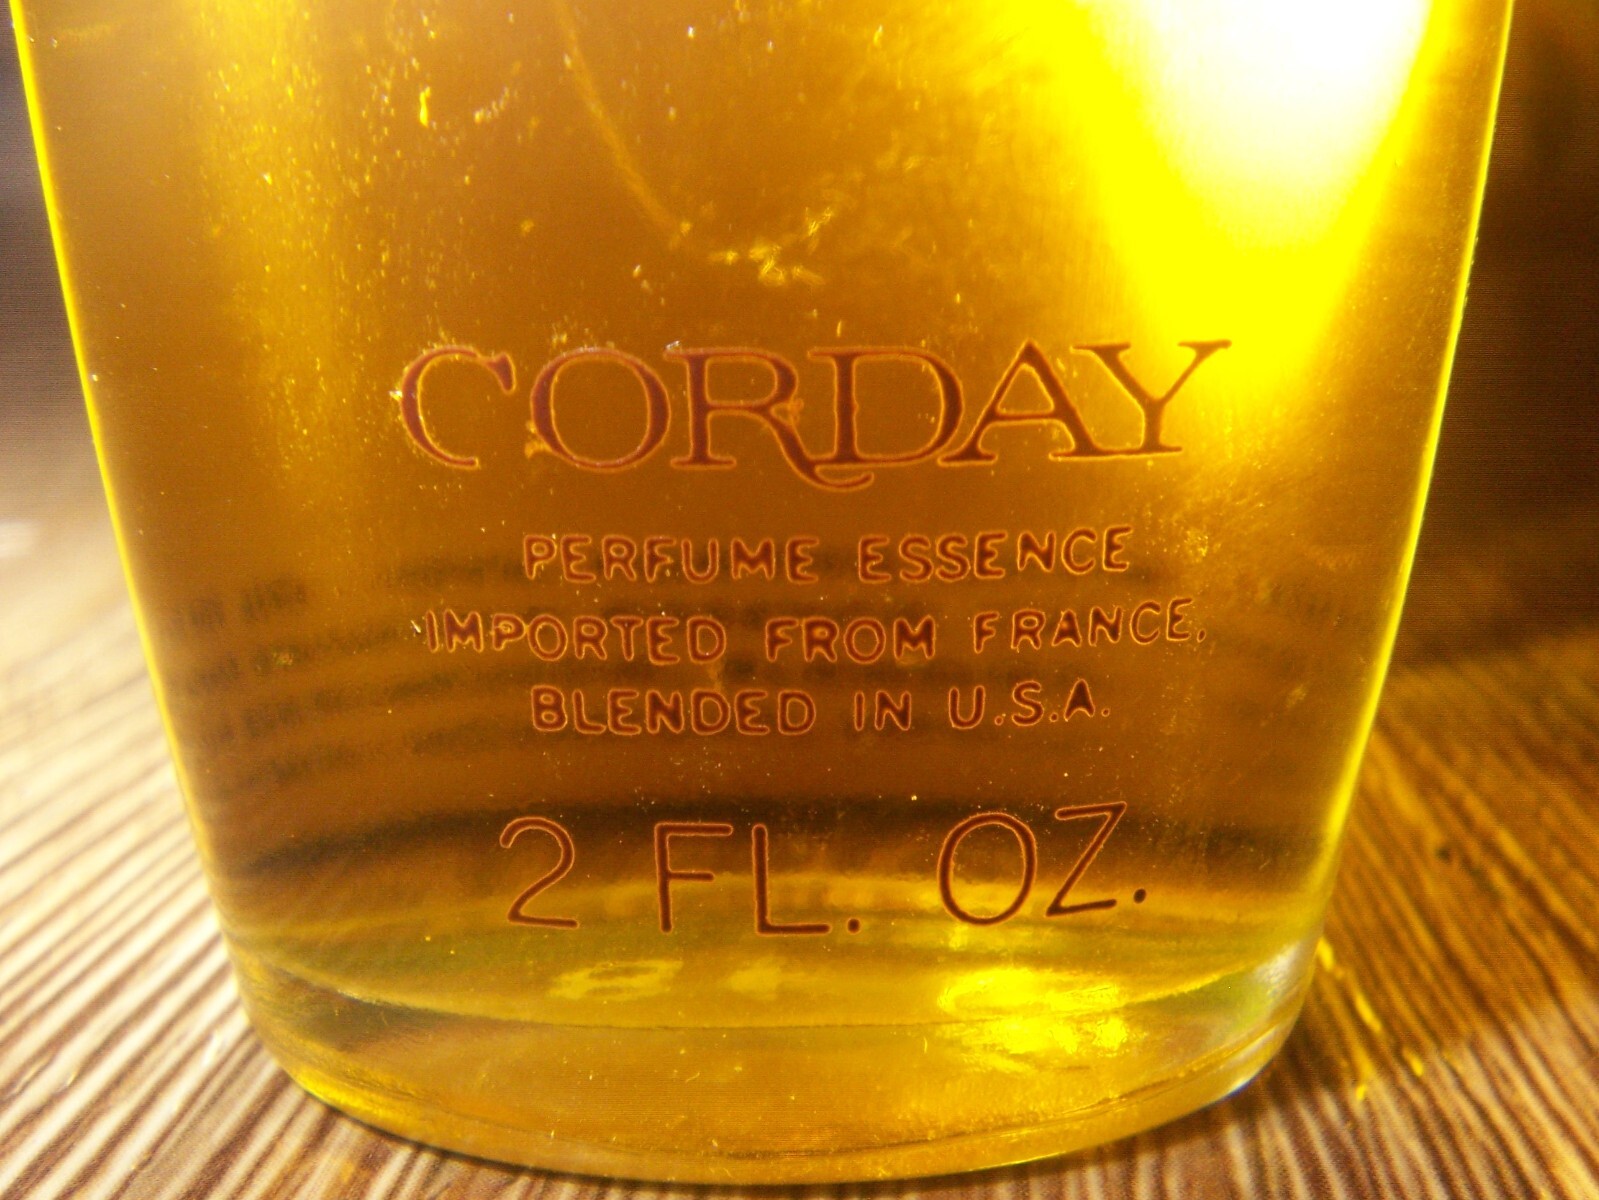 CORDAY
PERFUME ESSENCE
IMPORTED FROM FRANCE,
BLENDED IN U.S.A.
2 FL. OZ.